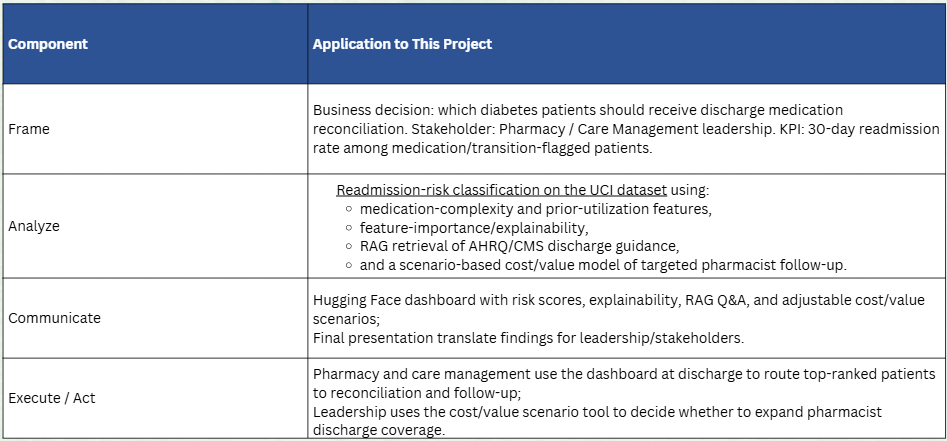 Component
Application to This Project
Frame
Business decision: which diabetes patients should receive discharge medication
reconciliation. Stakeholder: Pharmacy / Care Management leadership. KPI: 30-day readmission
rate among medication/transition-flagged patients.
Analyze
Readmission-risk classification on the UCI dataset using:
○ medication-complexity and prior-utilization features,
○ feature-importance/explainability,
○ RAG retrieval of AHRQ/CMS discharge guidance,
○ and a scenario-based cost/value model of targeted pharmacist follow-up.
Communicate
Hugging Face dashboard with risk scores, explainability, RAG Q&A, and adjustable cost/value
scenarios;
Final presentation translate findings for leadership/stakeholders.
Execute / Act
Pharmacy and care management use the dashboard at discharge to route top-ranked patients
to reconciliation and follow-up;
Leadership uses the cost/value scenario tool to decide whether to expand pharmacist
discharge coverage.